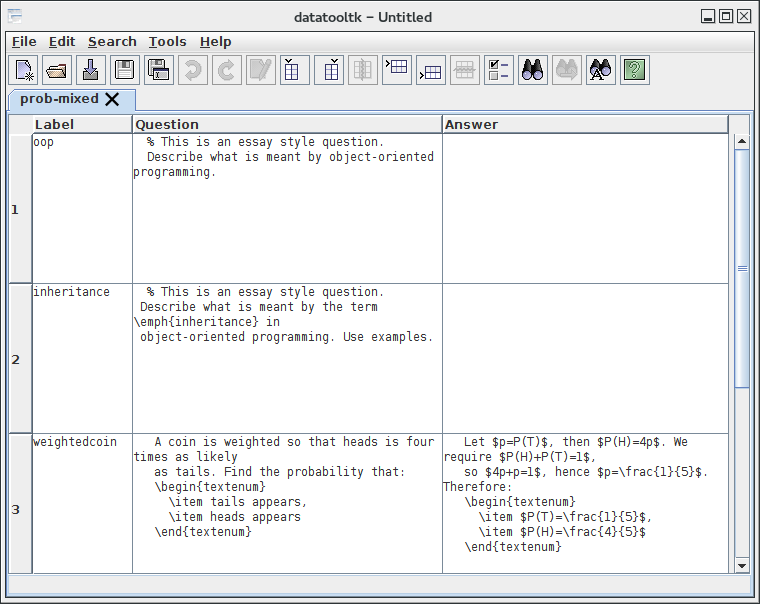 datatooltk – Untitled
File Edit Search Tools Help
prob-mixed
Label Question Answer
1
oop
% This is an essay style question.
Describe what is meant by object-oriented
programming.
2
inheritance
% This is an essay style question.
Describe what is meant by the term
\emph{inheritance} in
object-oriented programming. Use examples.
3
weightedcoin
A coin is weighted so that heads is four
times as likely
as tails. Find the probability that:
\begin{textenum}
\item tails appears,
\item heads appears
\end{textenum}
Let $p=P(T)$, then $P(H)=4p$. We
require $P(H)+P(T)=1$,
so $4p+p=1$, hence $p=\frac{1}{5}$.
Therefore:
\begin{textenum}
\item $P(T)=\frac{1}{5}$,
\item $P(H)=\frac{4}{5}$
\end{textenum}